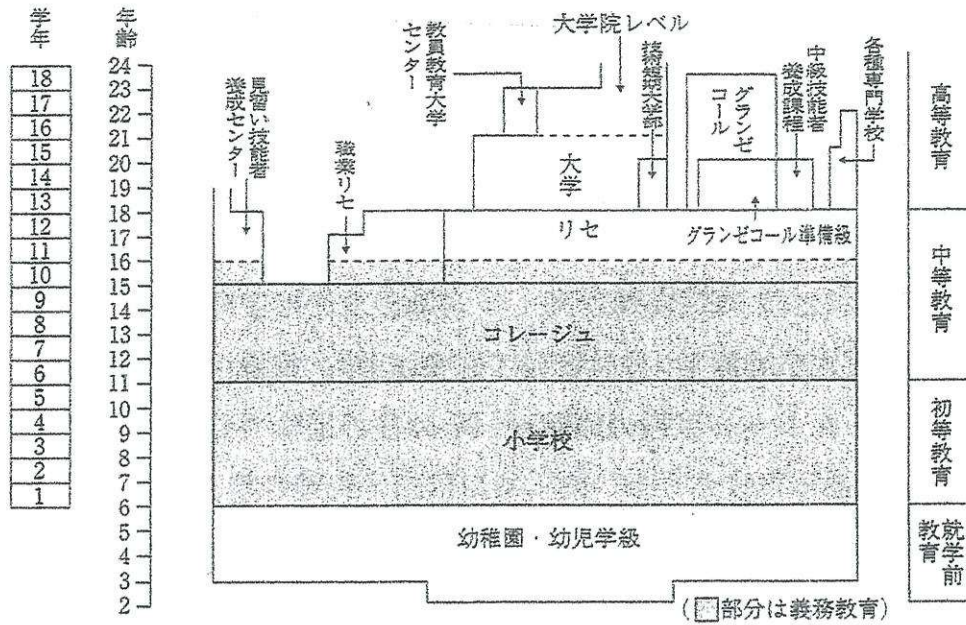 学年
年齢
18
17
16
15
14
13
12
11
10
9
8
7
6
5
4
3
2
1
24
23
22
21
20
19
18
17
16
15
14
13
12
11
10
9
8
7
6
5
4
3
2
見習い技能者
養成センター
職業リセ
教員教育大学
センター
大学院レベル
技術短期大学部
グランゼ
コール
中級技能者
養成課程
各種専門学校
大学
リセ
グランゼコール準備級
コレージュ
小学校
幼稚園・幼児学級
高等教育
中等教育
初等教育
就学前
教育
(部分は義務教育)